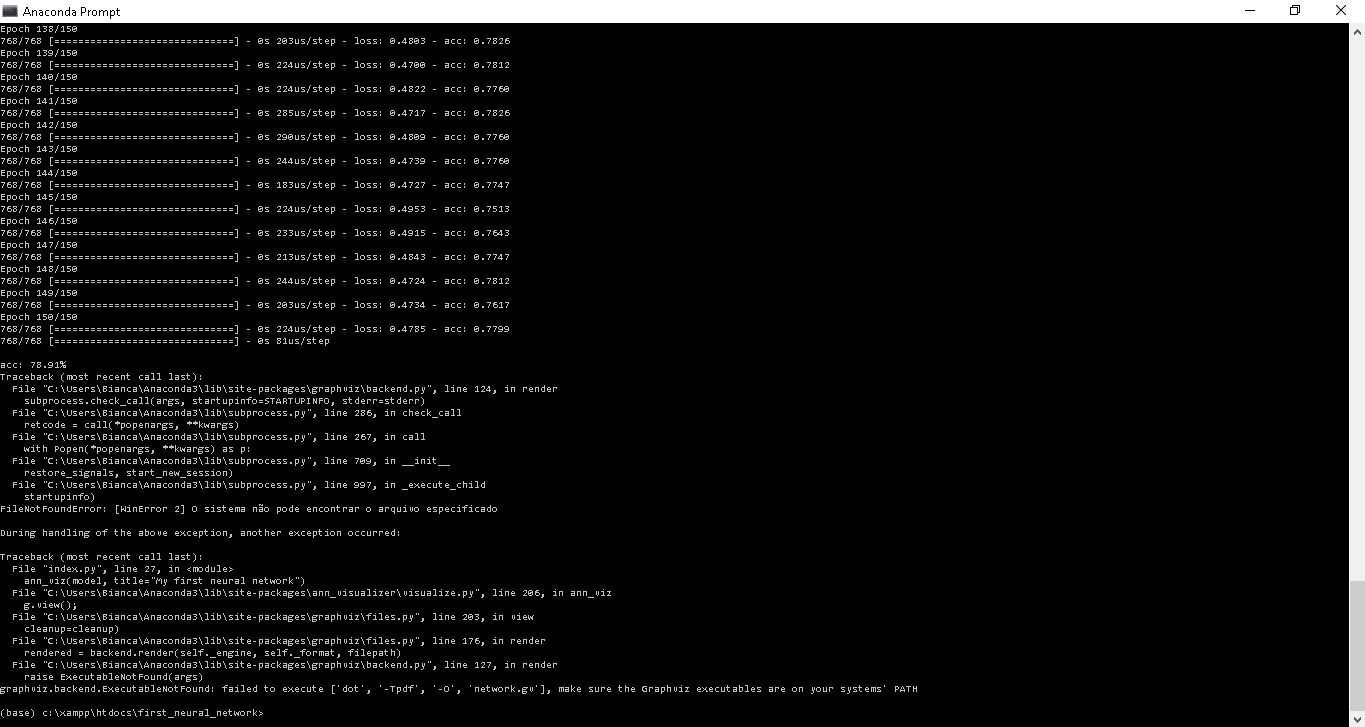 Anaconda Prompt
Epoch 138/150
768/768 [==============================] - 0s 203us/step - loss: 0.4803 - acc: 0.7826
Epoch 139/150
768/768 [==============================] - 0s 224us/step - loss: 0.4700 - acc: 0.7812
Epoch 140/150
768/768 [==============================] - 0s 224us/step - loss: 0.4822 - acc: 0.7760
Epoch 141/150
768/768 [==============================] - 0s 285us/step - loss: 0.4717 - acc: 0.7826
Epoch 142/150
768/768 [==============================] - 0s 290us/step - loss: 0.4809 - acc: 0.7760
Epoch 143/150
768/768 [==============================] - 0s 244us/step - loss: 0.4739 - acc: 0.7760
Epoch 144/150
768/768 [==============================] - 0s 183us/step - loss: 0.4727 - acc: 0.7747
Epoch 145/150
768/768 [==============================] - 0s 224us/step - loss: 0.4953 - acc: 0.7513
Epoch 146/150
768/768 [==============================] - 0s 233us/step - loss: 0.4915 - acc: 0.7643
Epoch 147/150
768/768 [==============================] - 0s 213us/step - loss: 0.4843 - acc: 0.7747
Epoch 148/150
768/768 [==============================] - 0s 244us/step - loss: 0.4724 - acc: 0.7812
Epoch 149/150
768/768 [==============================] - 0s 203us/step - loss: 0.4734 - acc: 0.7617
Epoch 150/150
768/768 [==============================] - 0s 224us/step - loss: 0.4785 - acc: 0.7799
768/768 [==============================] - 0s 81us/step
acc: 78.91%
Traceback (most recent call last):
  File "C:\Users\Bianca\Anaconda3\lib\site-packages\graphviz\backend.py", line 124, in render
    subprocess.check_call(args, startupinfo=STARTUPINFO, stderr=stderr)
  File "C:\Users\Bianca\Anaconda3\lib\subprocess.py", line 286, in check_call
    retcode = call(*popenargs, **kwargs)
  File "C:\Users\Bianca\Anaconda3\lib\subprocess.py", line 267, in call
    with Popen(*popenargs, **kwargs) as p:
  File "C:\Users\Bianca\Anaconda3\lib\subprocess.py", line 709, in __init__
    restore_signals, start_new_session)
  File "C:\Users\Bianca\Anaconda3\lib\subprocess.py", line 997, in _execute_child
    startupinfo)
FileNotFoundError: [WinError 2] O sistema não pode encontrar o arquivo especificado
During handling of the above exception, another exception occurred:
Traceback (most recent call last):
  File "index.py", line 27, in <module>
    ann_viz(model, title="My first neural network")
  File "C:\Users\Bianca\Anaconda3\lib\site-packages\ann_visualizer\visualize.py", line 206, in ann_viz
    g.view();
  File "C:\Users\Bianca\Anaconda3\lib\site-packages\graphviz\files.py", line 203, in view
    cleanup=cleanup)
  File "C:\Users\Bianca\Anaconda3\lib\site-packages\graphviz\files.py", line 176, in render
    rendered = backend.render(self._engine, self._format, filepath)
  File "C:\Users\Bianca\Anaconda3\lib\site-packages\graphviz\backend.py", line 127, in render
    raise ExecutableNotFound(args)
graphviz.backend.ExecutableNotFound: failed to execute ['dot', '-Tpdf', '-O', 'network.gv'], make sure the Graphviz executables are on your systems' PATH
(base) c:\xampp\htdocs\first_neural_network>